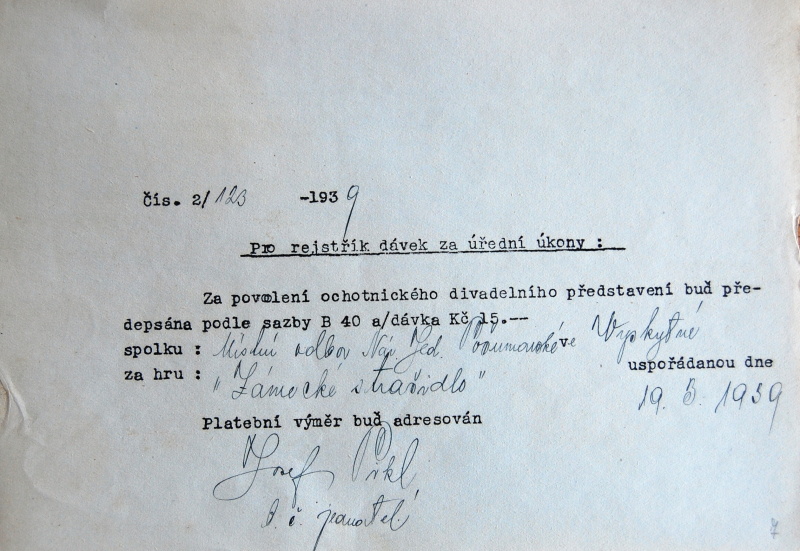 čís. 2/123 -1939
Pro rejstřík dávek za úřední úkony :
Za povolení ochotnického divadelního představení buď pře-
depsána podle sazby B 40 a/dávka Kč 15.--
spolku : Místní odbor Nár. Jed. Pošumavské ve Vyskytné
za hru : "Zámecké strašidlo" uspořádanou dne
19. 3. 1939
Platební výměr buď adresován
Josef Pikl
t. č. jednatel
7